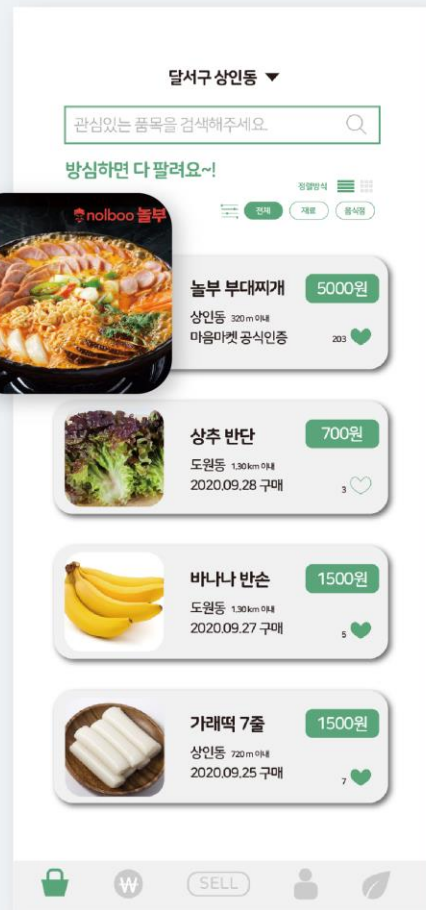 달서구 상인동 ▼
관심있는 품목을 검색해주세요.
방심하면 다 팔려요~!
정렬방식
nolboo 놀부
전체 재료 음식점
놀부 부대찌개 5000원
상인동 320m 이내
마음마켓 공식인증 203
상추 반단 700원
도원동 1.30km 이내
2020.09.28 구매 3
바나나 반손 1500원
도원동 1.30km 이내
2020.09.27 구매 5
가래떡 7줄 1500원
상인동 720m 이내
2020.09.25 구매 7
₩ SELL